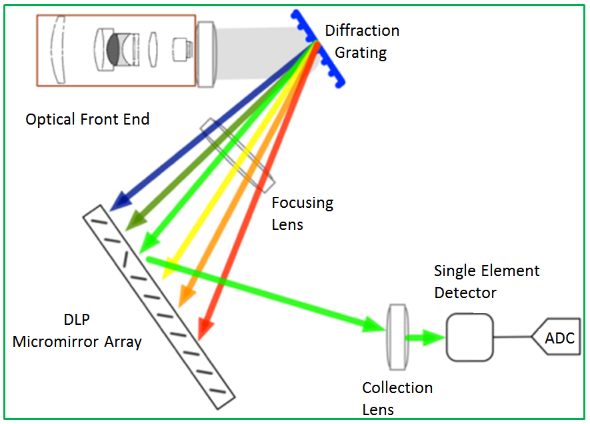 Diffraction
Grating
Optical Front End
Focusing
Lens
Single Element
Detector
DLP
Micromirror Array
ADC
Collection
Lens